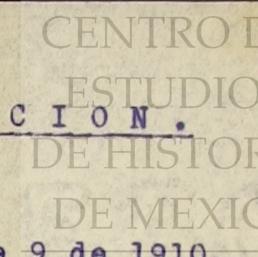 CENTRO D
ESTUDIO
C I O N .
DE HISTOR
DE MEXIC
9 de 1910